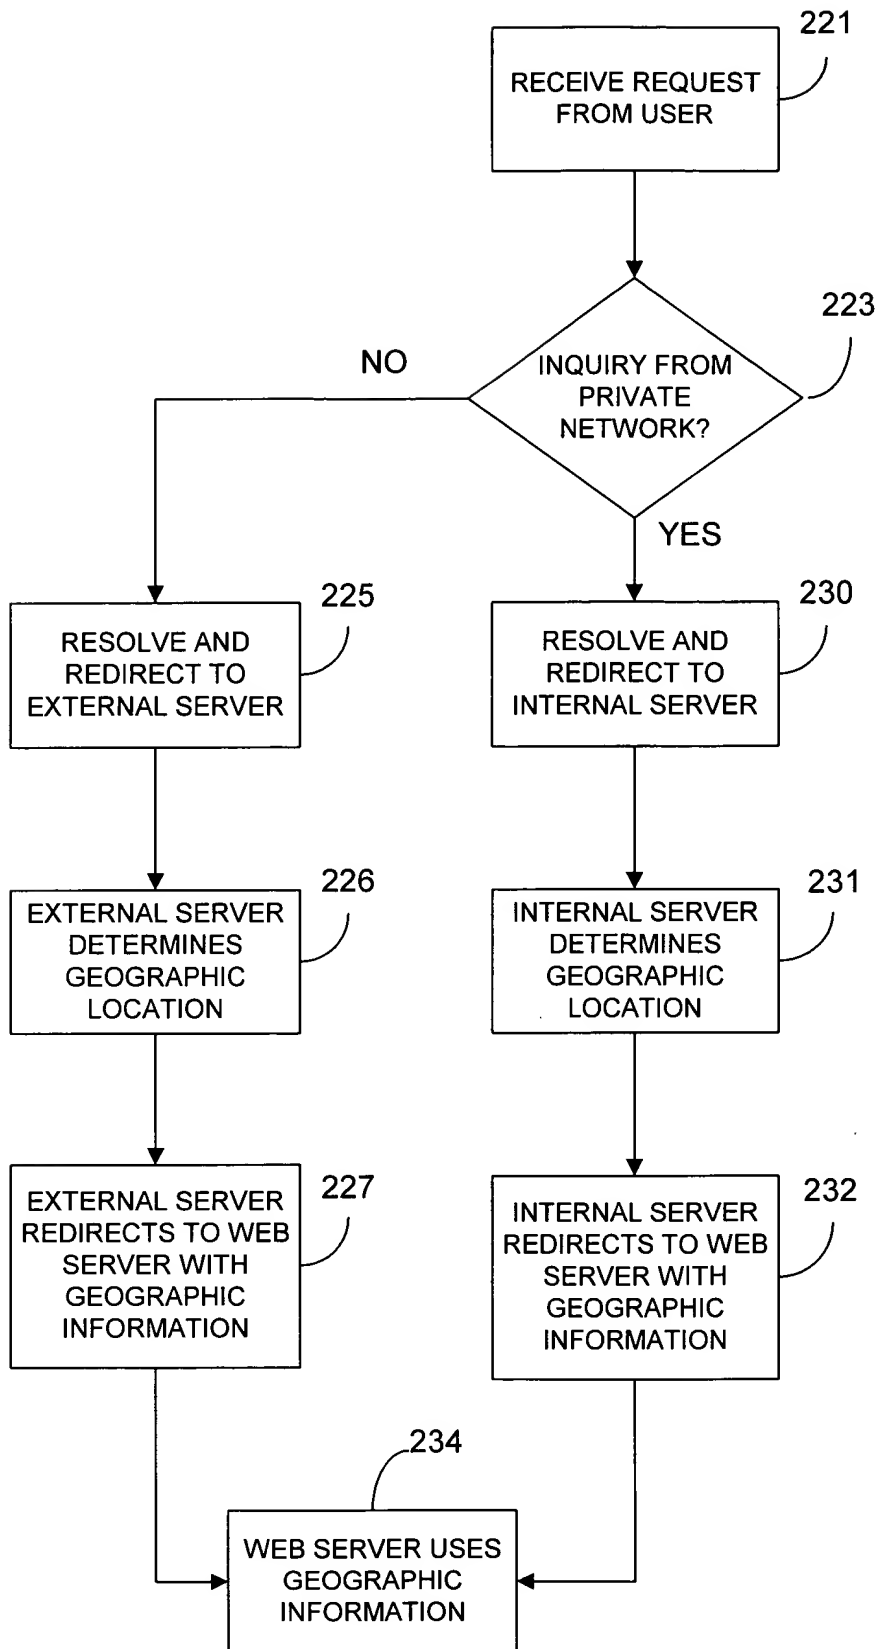 221
RECEIVE REQUEST
FROM USER
223
INQUIRY FROM
PRIVATE
NETWORK?
NO
YES
225
RESOLVE AND
REDIRECT TO
EXTERNAL SERVER
230
RESOLVE AND
REDIRECT TO
INTERNAL SERVER
226
EXTERNAL SERVER
DETERMINES
GEOGRAPHIC
LOCATION
231
INTERNAL SERVER
DETERMINES
GEOGRAPHIC
LOCATION
227
EXTERNAL SERVER
REDIRECTS TO WEB
SERVER WITH
GEOGRAPHIC
INFORMATION
232
INTERNAL SERVER
REDIRECTS TO WEB
SERVER WITH
GEOGRAPHIC
INFORMATION
234
WEB SERVER USES
GEOGRAPHIC
INFORMATION